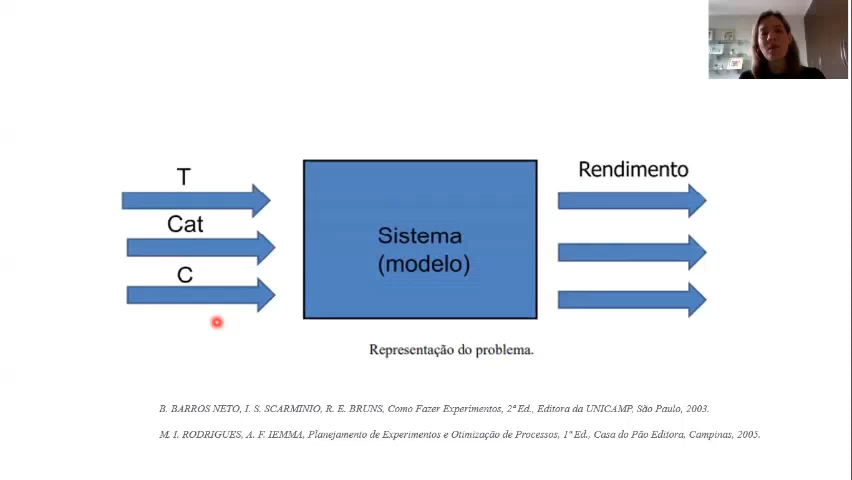 T
Cat
C
Sistema
(modelo)
Rendimento
Representação do problema.
B. BARROS NETO, I. S. SCARMINIO, R. E. BRUNS, Como Fazer Experimentos, 2ª Ed., Editora da UNICAMP, São Paulo, 2003.
M. I. RODRIGUES, A. F. IEMMA, Planejamento de Experimentos e Otimização de Processos, 1ª Ed., Casa do Pão Editora, Campinas, 2005.